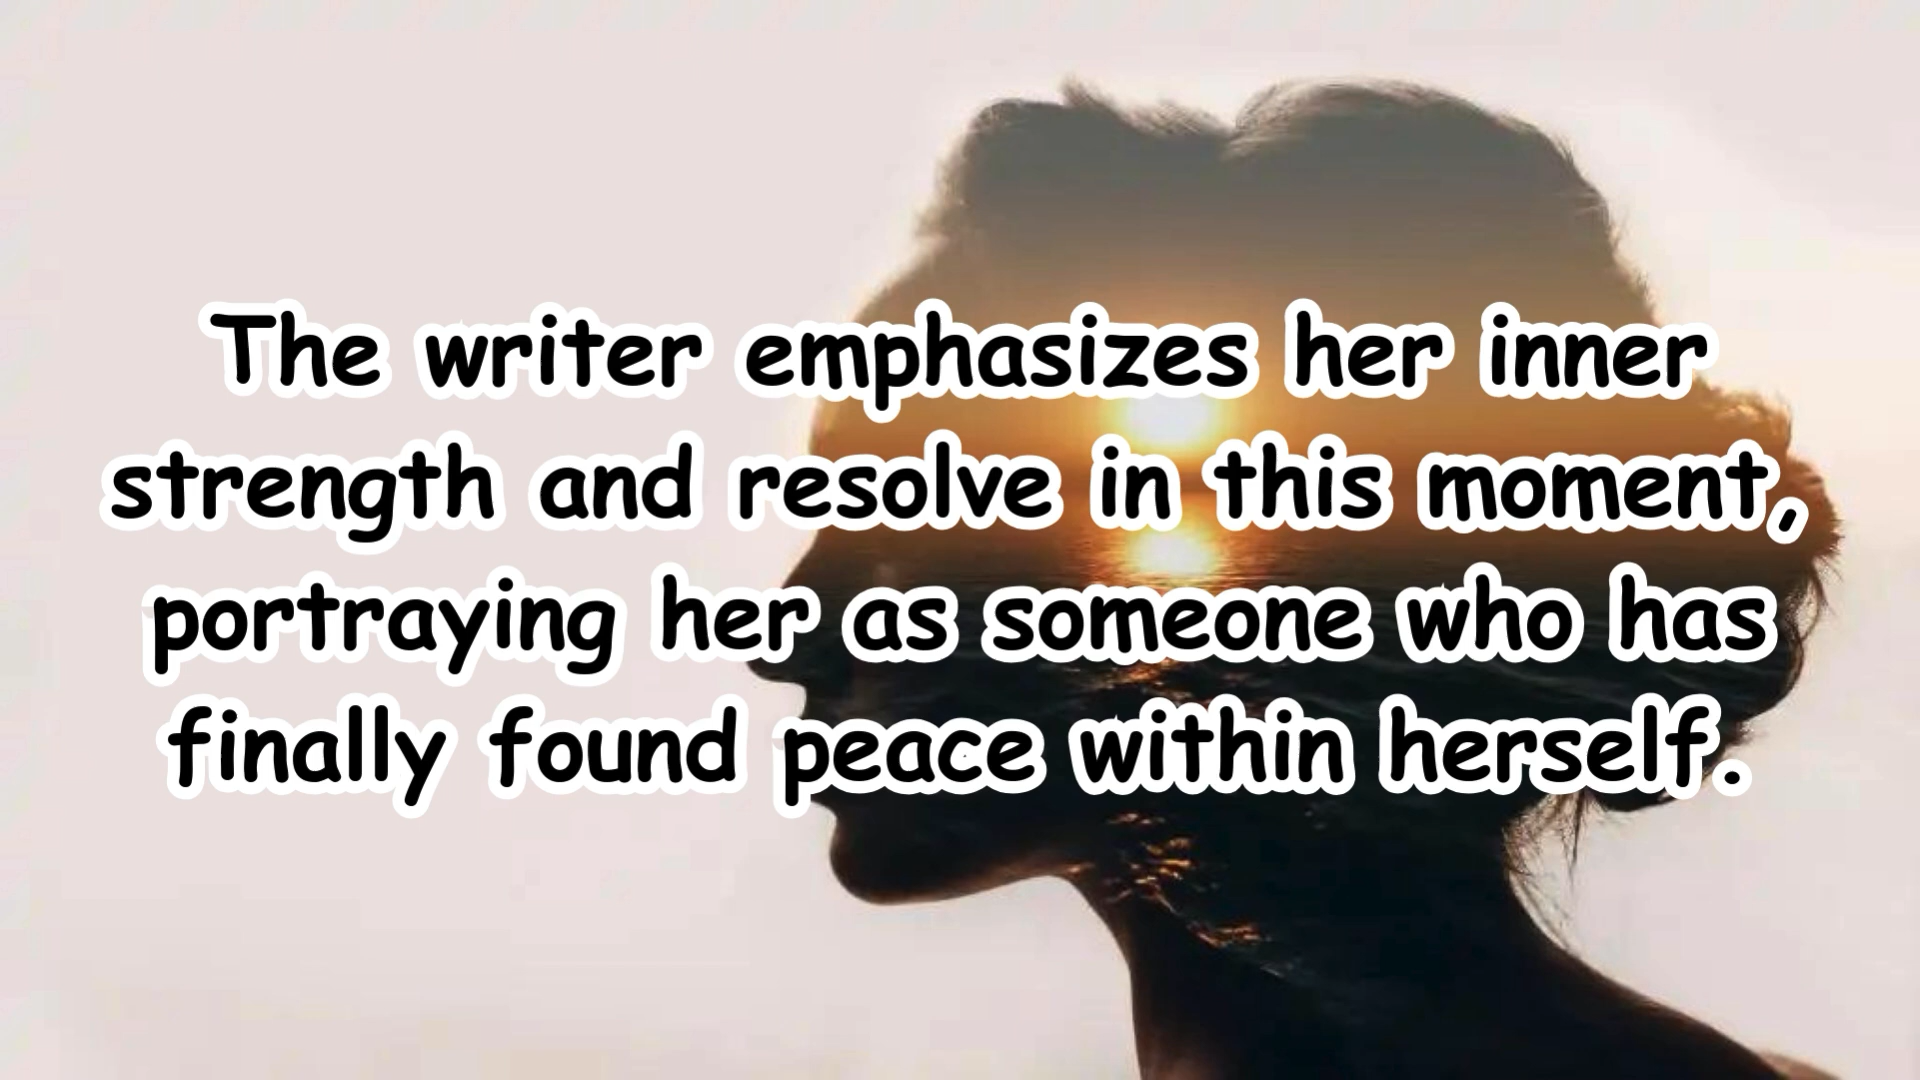 The writer emphasizes her inner
strength and resolve in this moment,
portraying her as someone who has
finally found peace within herself.